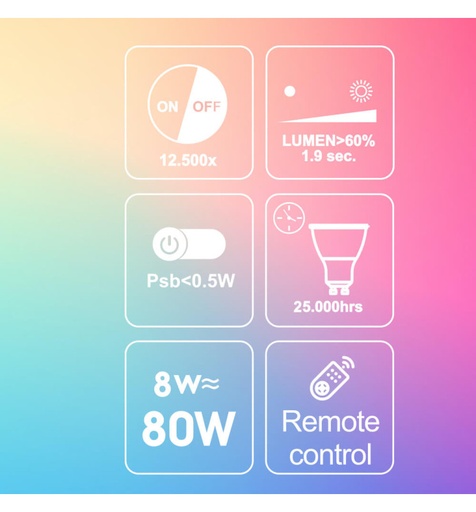 ON OFF
12.500x
LUMEN>60%
1.9 sec.
Psb<0.5W
25.000hrs
8W≈
80W
Remote
control